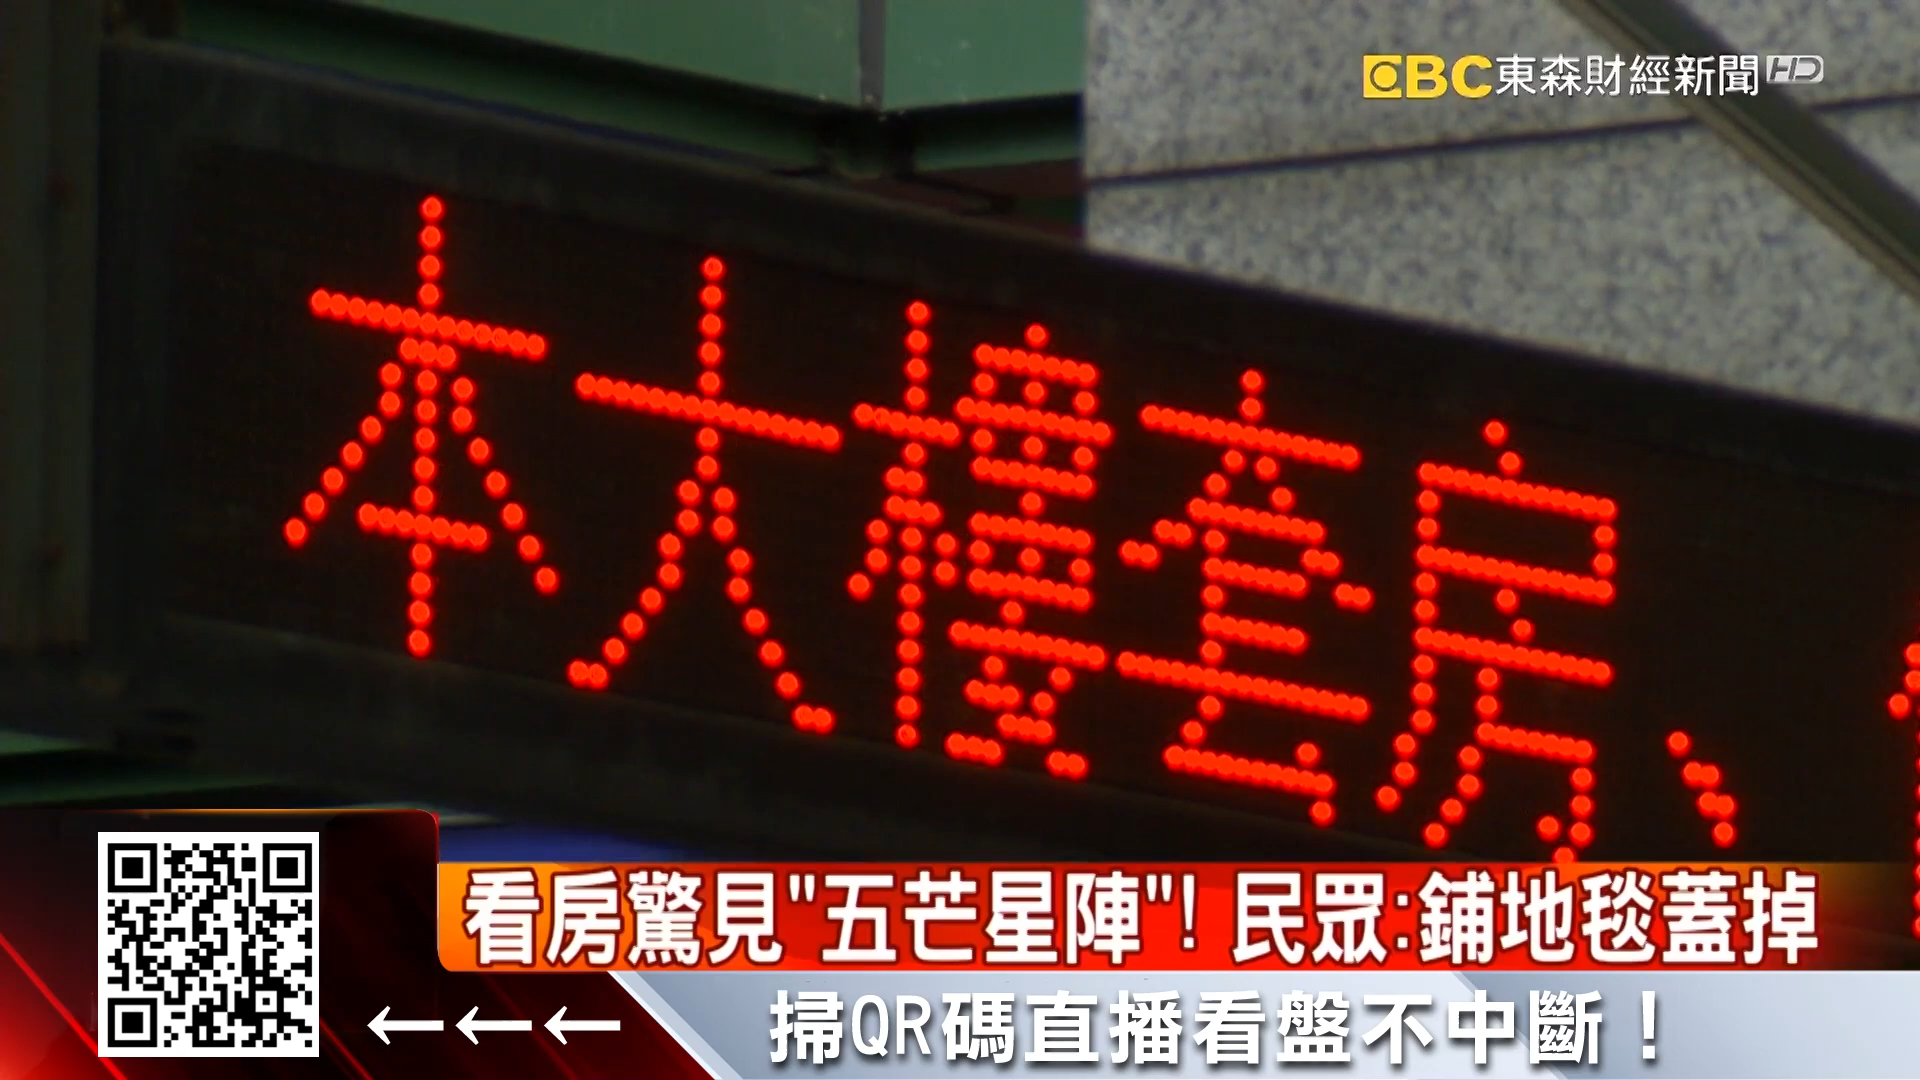 EBC東森財經新聞HD
本大樓套房、
看房驚見"五芒星陣"! 民眾:鋪地毯蓋掉
←←← 掃QR碼直播看盤不中斷！